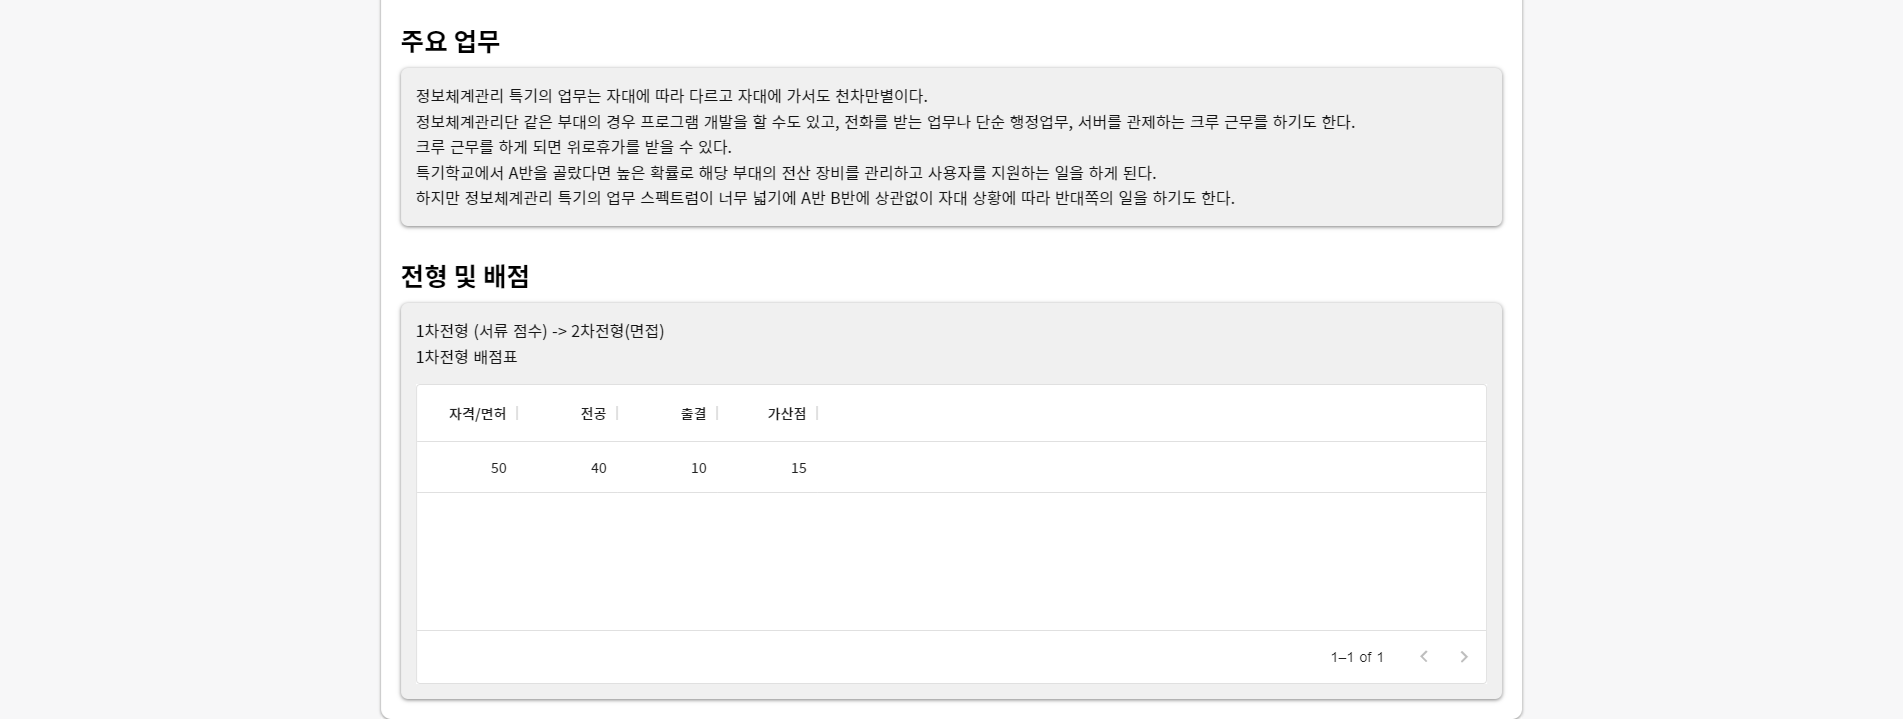 주요 업무
정보체계관리 특기의 업무는 자대에 따라 다르고 자대에 가서도 천차만별이다.
정보체계관리단 같은 부대의 경우 프로그램 개발을 할 수도 있고, 전화를 받는 업무나 단순 행정업무, 서버를 관제하는 크루 근무를 하기도 한다.
크루 근무를 하게 되면 위로휴가를 받을 수 있다.
특기학교에서 A반을 골랐다면 높은 확률로 해당 부대의 전산 장비를 관리하고 사용자를 지원하는 일을 하게 된다.
하지만 정보체계관리 특기의 업무 스펙트럼이 너무 넓기에 A반 B반에 상관없이 자대 상황에 따라 반대쪽의 일을 하기도 한다.
전형 및 배점
1차전형 (서류 점수) -> 2차전형(면접)
1차전형 배점표
자격/면허 전공 출결 가산점
50 40 10 15
1–1 of 1